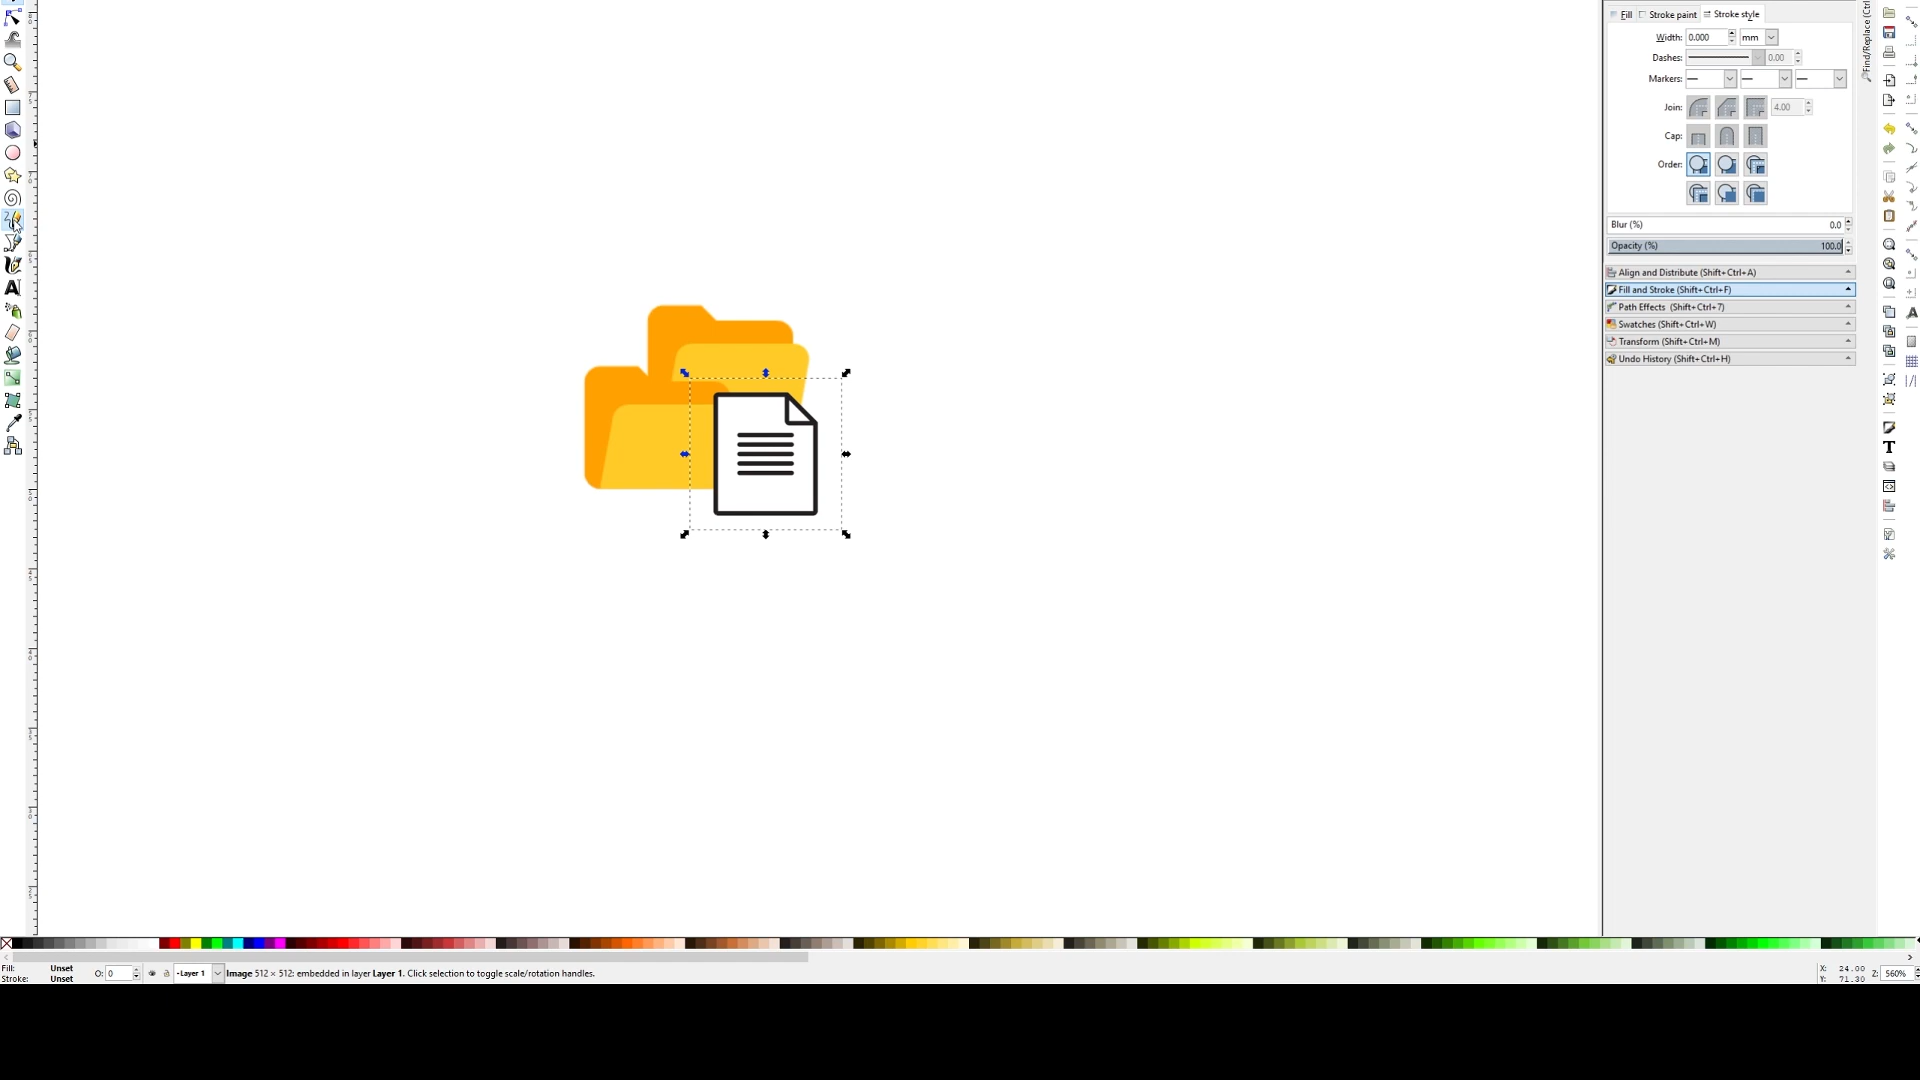 Fill Stroke paint Stroke style
Width: 0.000 mm
Dashes: 0.00
Markers:
Join: 4.00
Cap:
Order:
Blur (%) 0.0
Opacity (%) 100.0
Align and Distribute (Shift+Ctrl+A)
Fill and Stroke (Shift+Ctrl+F)
Path Effects (Shift+Ctrl+7)
Swatches (Shift+Ctrl+W)
Transform (Shift+Ctrl+M)
Undo History (Shift+Ctrl+H)
Find/Replace (Ctrl
Fill: Unset
Stroke: Unset
O: 0
-Layer 1
Image 512 × 512: embedded in layer Layer 1. Click selection to toggle scale/rotation handles.
X: 24.00
Y: 71.30
Z: 560%